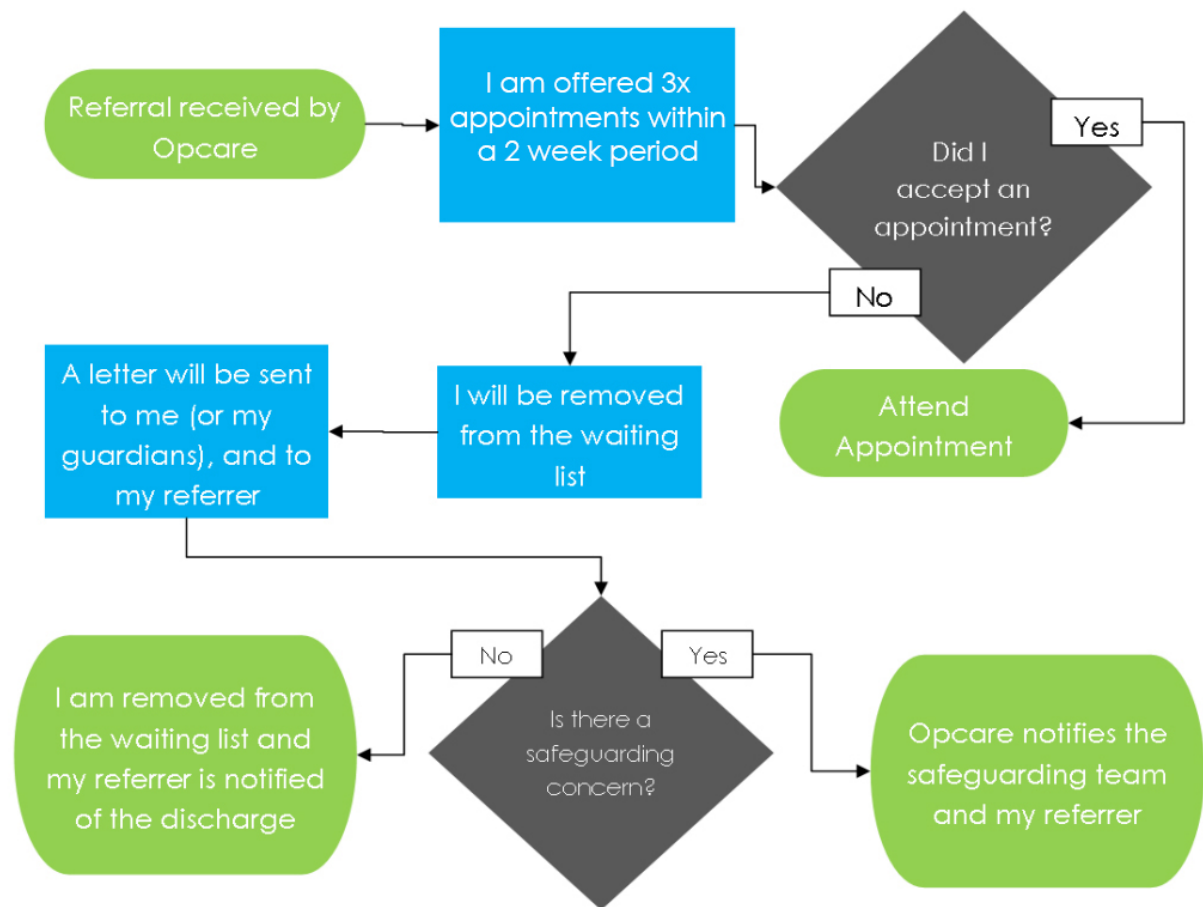 Referral received by
Opcare
I am offered 3x
appointments within
a 2 week period
Did I
accept an
appointment?
Yes
No
Attend
Appointment
I will be removed
from the waiting
list
A letter will be sent
to me (or my
guardians), and to
my referrer
Is there a
safeguarding
concern?
No
Yes
I am removed from
the waiting list and
my referrer is notified
of the discharge
Opcare notifies the
safeguarding team
and my referrer